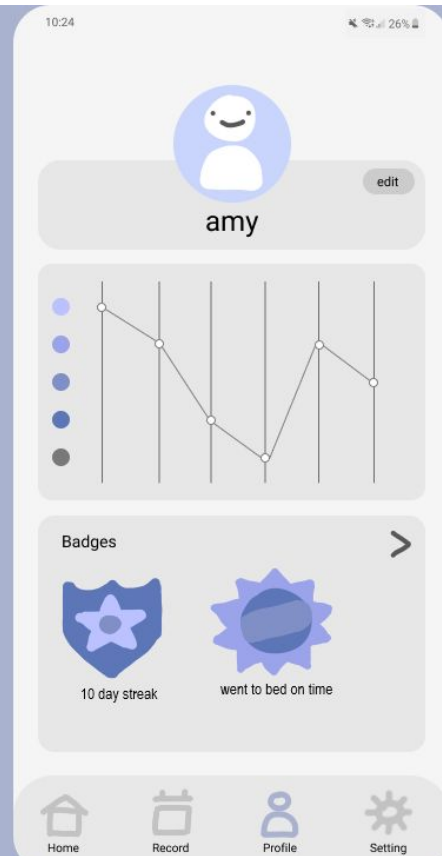 10:24
26%
edit
amy
Badges
10 day streak
went to bed on time
Home
Record
Profile
Setting